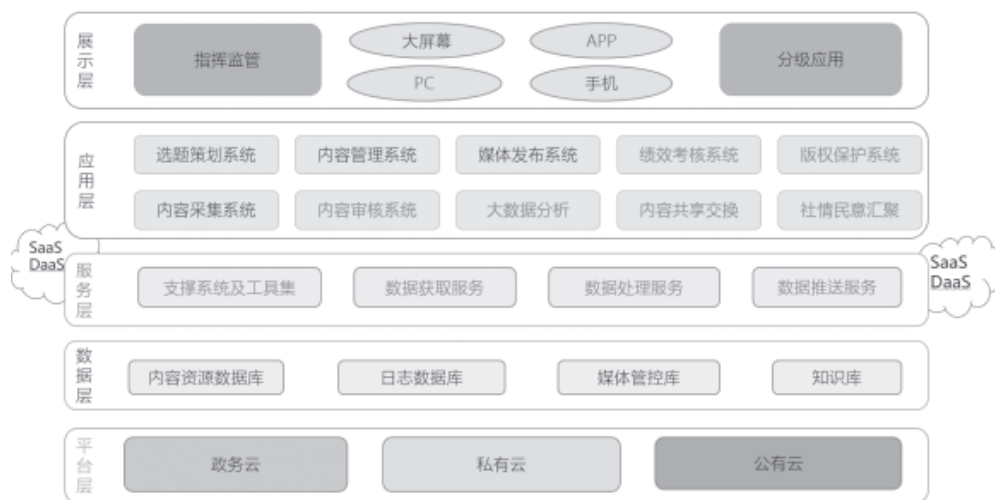 展示层
指挥监管
大屏幕
APP
PC
手机
分级应用
应用层
选题策划系统
内容管理系统
媒体发布系统
绩效考核系统
版权保护系统
内容采集系统
内容审核系统
大数据分析
内容共享交换
社情民意汇聚
SaaS
DaaS
服务层
支撑系统及工具集
数据获取服务
数据处理服务
数据推送服务
SaaS
DaaS
数据层
内容资源数据库
日志数据库
媒体管控库
知识库
平台层
政务云
私有云
公有云